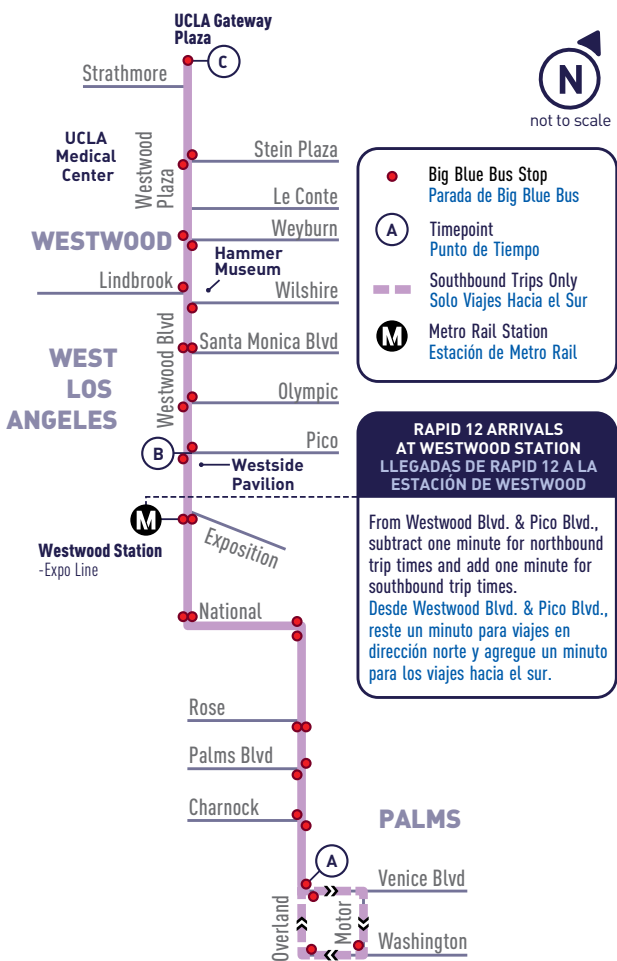 UCLA Gateway
Plaza
C
Strathmore
N
not to scale
UCLA
Medical
Center
Westwood
Plaza
Stein Plaza
Le Conte
WESTWOOD
Weyburn
Hammer
Museum
Lindbrook
Wilshire
Westwood Blvd
Santa Monica Blvd
WEST
LOS
ANGELES
Olympic
Pico
B
Westside
Pavilion
M
Westwood Station
-Expo Line
Exposition
National
Rose
Palms Blvd
Charnock
PALMS
A
Venice Blvd
Overland
Motor
Washington
Big Blue Bus Stop
Parada de Big Blue Bus
A
Timepoint
Punto de Tiempo
Southbound Trips Only
Solo Viajes Hacia el Sur
M
Metro Rail Station
Estación de Metro Rail
RAPID 12 ARRIVALS
AT WESTWOOD STATION
LLEGADAS DE RAPID 12 A LA
ESTACIÓN DE WESTWOOD
From Westwood Blvd. & Pico Blvd.,
subtract one minute for northbound
trip times and add one minute for
southbound trip times.
Desde Westwood Blvd. & Pico Blvd.,
reste un minuto para viajes en
dirección norte y agregue un minuto
para los viajes hacia el sur.